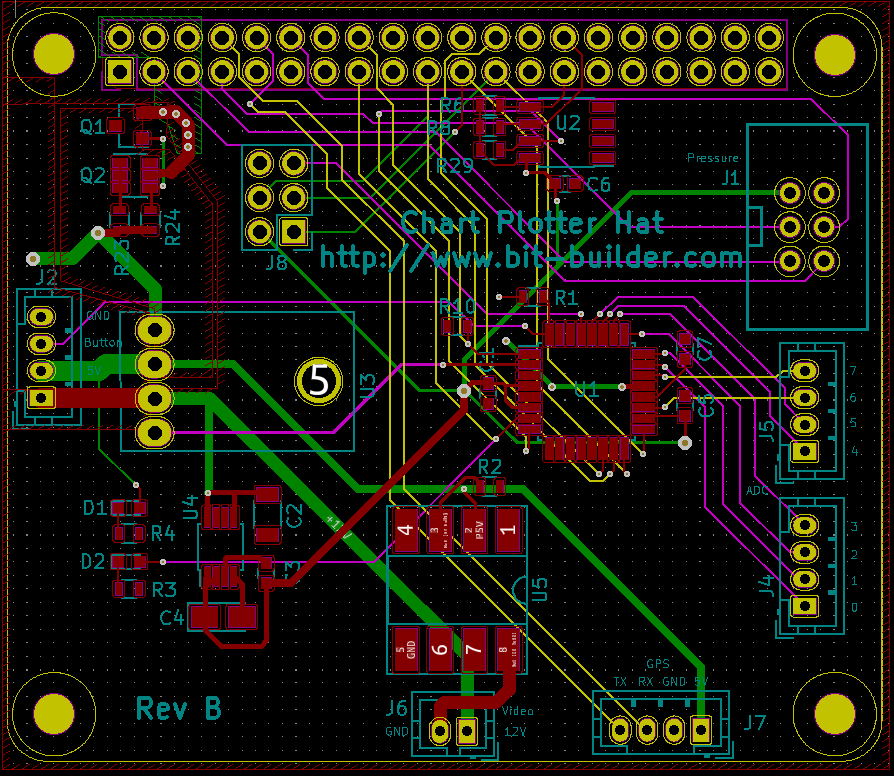 Q1
R6
R8
U2
Q2
R29
Pressure
J1
C6
R23
R24
Chart Plotter Hat
J8
http://www.bit-builder.com
J2
R1
R10
GND
Button
5V
5
U3
U1
C7
7
6
5
4
C5
J5
R2
ADC
D1
R4
U4
C2
D2
R3
C4
4
3
2
P5V
1
U5
5
GND
6
7
8
J4
3
2
1
0
GPS
TX RX GND 5V
Rev B
J6
GND
Video
12V
J7